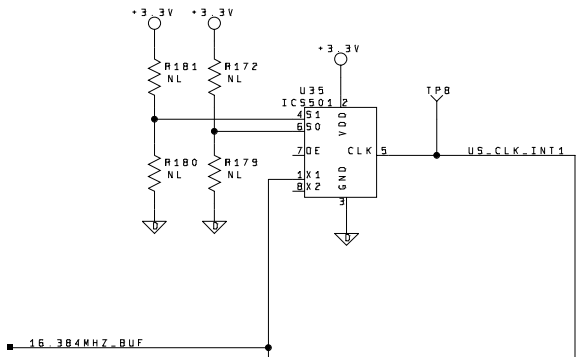 +3.3V +3.3V
+3.3V
R181 R172
NL NL
U35
ICS501 2
TP8
4 S1
6 S0
VDD
7 OE
CLK 5
US_CLK_INT1
R180 R179
NL NL
1 X1
8 X2
GND
3
D D
D
16.384MHZ_BUF